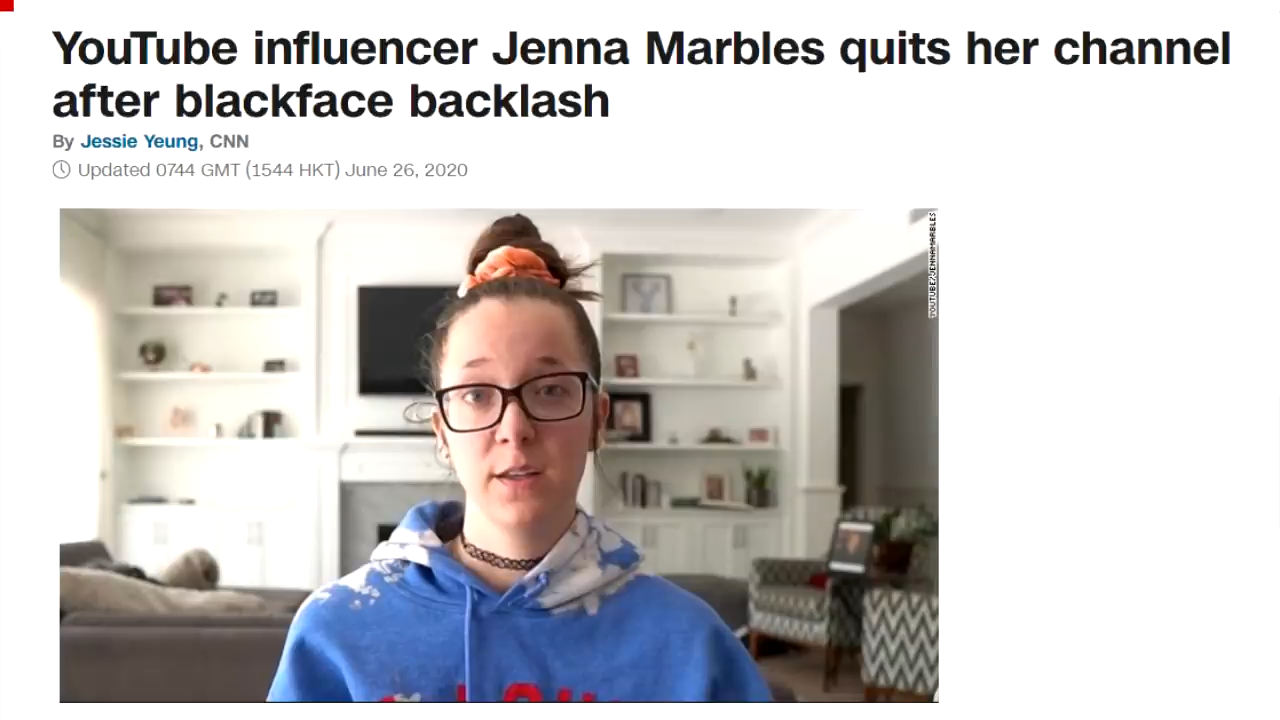 YouTube influencer Jenna Marbles quits her channel
after blackface backlash
By Jessie Yeung, CNN
Updated 0744 GMT (1544 HKT) June 26, 2020
YOUTUBE/JENNAMARBLES